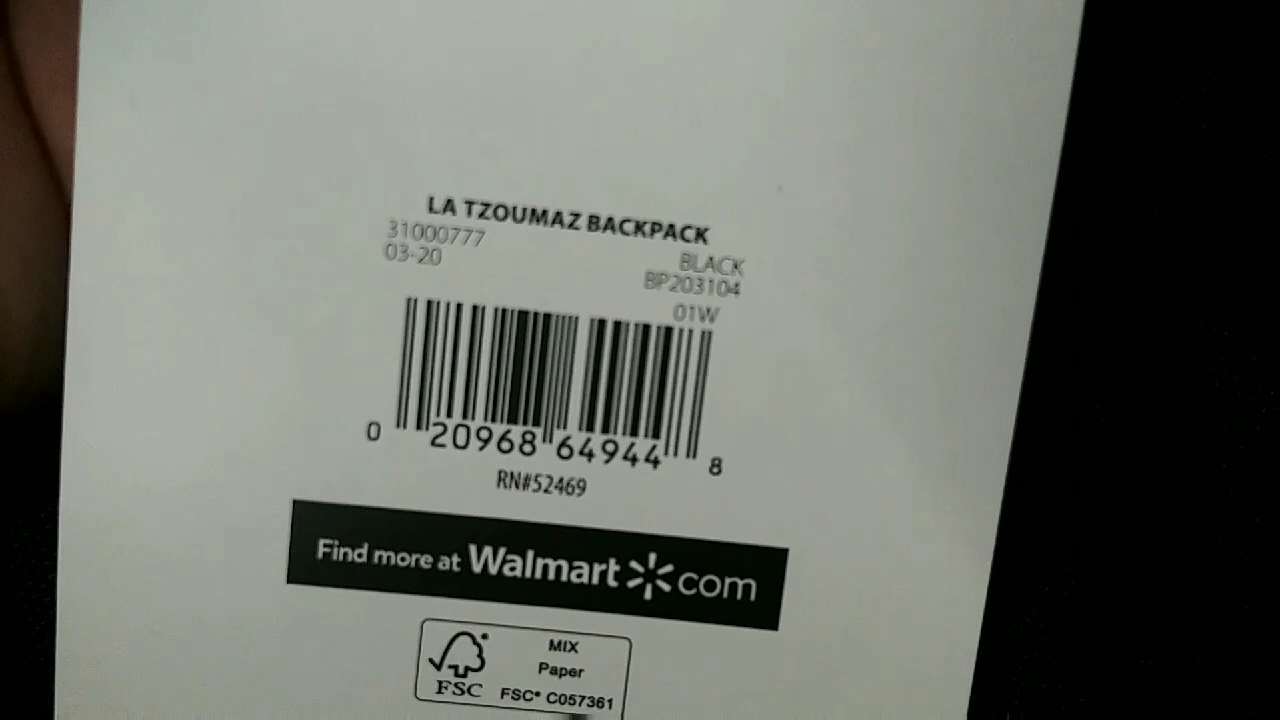 LA TZOUMAZ BACKPACK
31000777
BLACK
03-20
BP203104
01W
0 20968 64944 8
RN#52469
Find more at Walmart com
MIX
Paper
FSC FSC® C057361